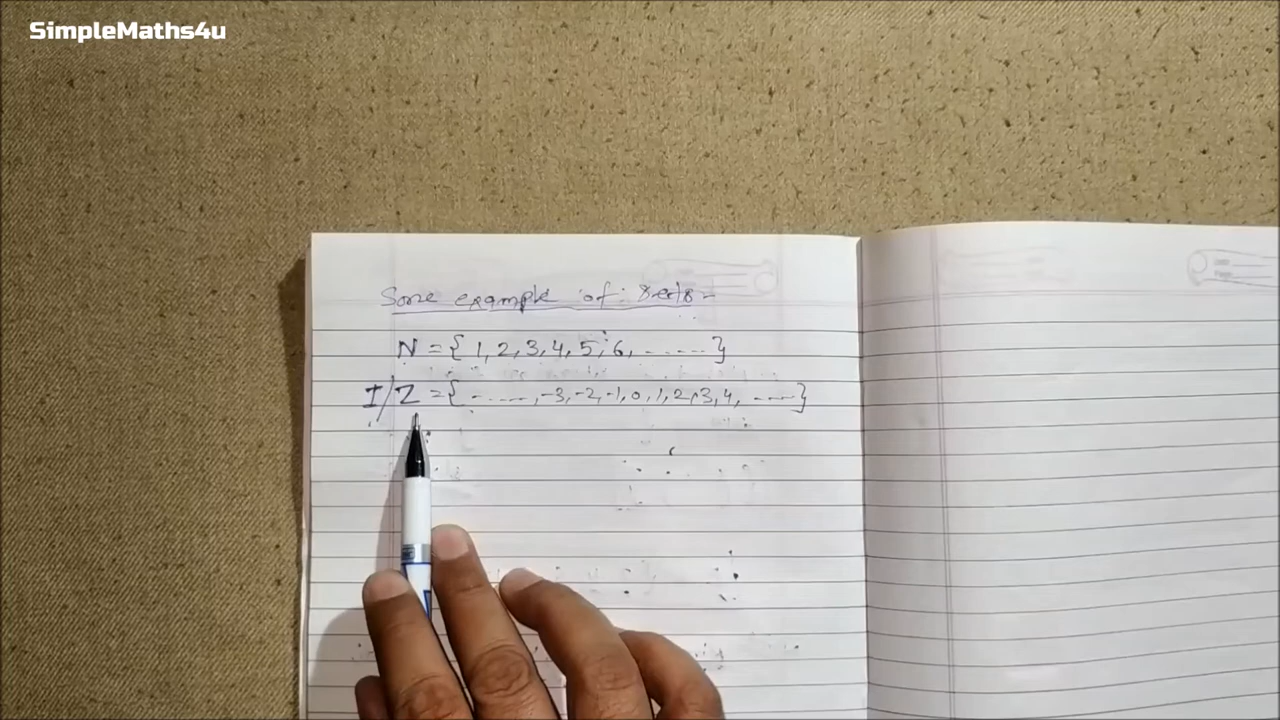 SimpleMaths4u
Some example of sets-
N = { 1, 2, 3, 4, 5, 6, ...... }
I/Z = { ......, -3, -2, -1, 0, 1, 2, 3, 4, ..... }